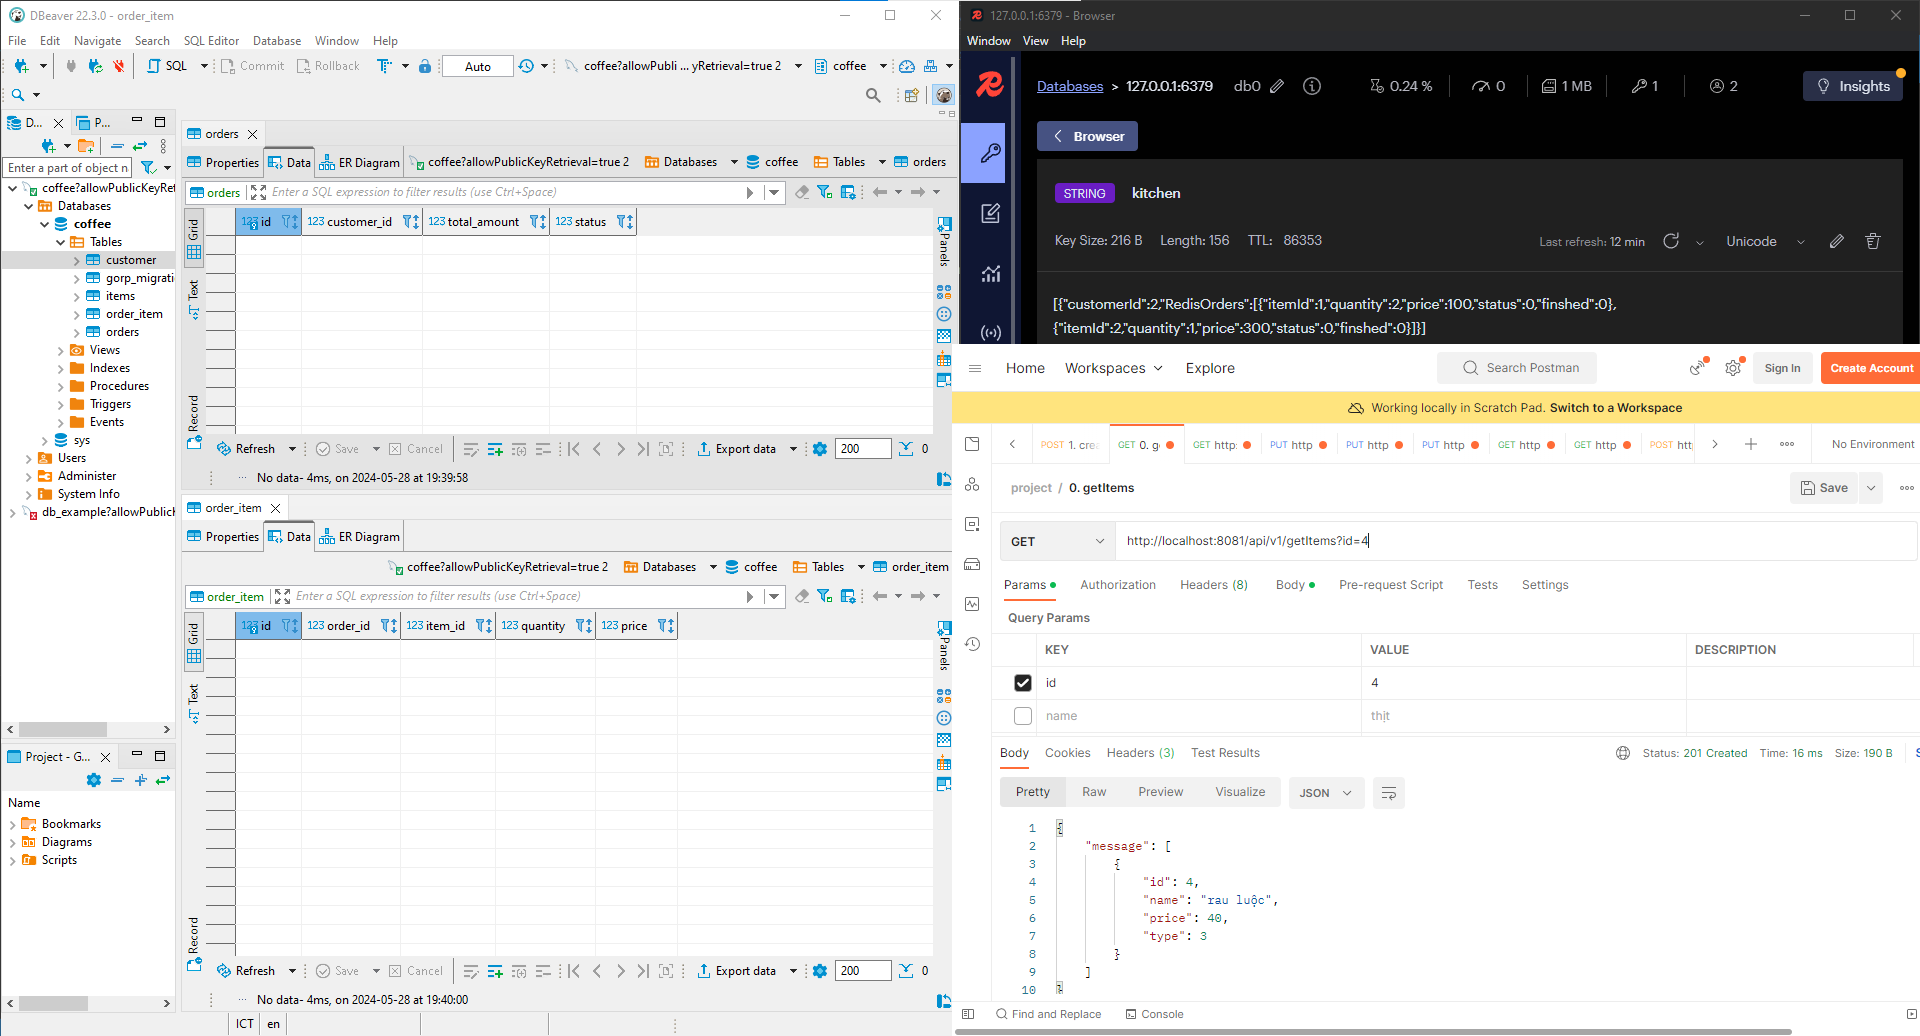 DBeaver 22.3.0 - order_item
File Edit Navigate Search SQL Editor Database Window Help
SQL Commit Rollback Auto coffee?allowPubli ... yRetrieval=true 2 coffee
D... P...
Enter a part of object n
coffee?allowPublicKeyRet
Databases
coffee
Tables
customer
gorp_migrati
items
order_item
orders
Views
Indexes
Procedures
Triggers
Events
sys
Users
Administer
System Info
db_example?allowPublicK
Project - G...
Name
Bookmarks
Diagrams
Scripts
orders
Properties Data ER Diagram coffee?allowPublicKeyRetrieval=true 2 Databases coffee Tables orders
orders Enter a SQL expression to filter results (use Ctrl+Space)
Grid
Text
Record
123 id 123 customer_id 123 total_amount 123 status
Panels
Refresh Save Cancel Export data 200 0
No data - 4ms, on 2024-05-28 at 19:39:58
order_item
Properties Data ER Diagram
coffee?allowPublicKeyRetrieval=true 2 Databases coffee Tables order_item
order_item Enter a SQL expression to filter results (use Ctrl+Space)
Grid
Text
Record
123 id 123 order_id 123 item_id 123 quantity 123 price
Panels
Refresh Save Cancel Export data 200 0
No data - 4ms, on 2024-05-28 at 19:40:00
ICT en
127.0.0.1:6379 - Browser
Window View Help
Databases > 127.0.0.1:6379 db0 0.24 % 0 1 MB 1 2 Insights
Browser
STRING kitchen
Key Size: 216 B Length: 156 TTL: 86353 Last refresh: 12 min Unicode
[{"customerId":2,"RedisOrders":[{"itemId":1,"quantity":2,"price":100,"status":0,"finshed":0},
{"itemId":2,"quantity":1,"price":300,"status":0,"finshed":0}]}]
Home Workspaces Explore Search Postman Sign In Create Account
Working locally in Scratch Pad. Switch to a Workspace
POST 1. cre GET 0. g GET http: PUT http PUT http PUT http GET http GET http POST htt No Environment
project / 0. getItems Save
GET http://localhost:8081/api/v1/getItems?id=4
Params Authorization Headers (8) Body Pre-request Script Tests Settings
Query Params
KEY VALUE DESCRIPTION
id 4
name thịt
Body Cookies Headers (3) Test Results Status: 201 Created Time: 16 ms Size: 190 B S
Pretty Raw Preview Visualize JSON
1 {
2 "message": [
3 {
4 "id": 4,
5 "name": "rau luộc",
6 "price": 40,
7 "type": 3
8 }
9 ]
10 }
Find and Replace Console